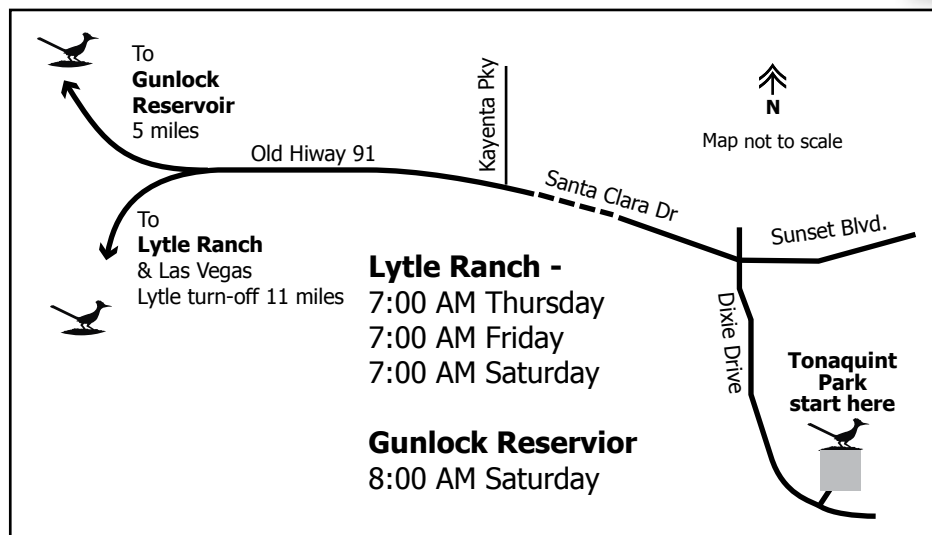 To
Gunlock
Reservoir
5 miles
Old Hiway 91
Kayenta Pky
N
Map not to scale
Santa Clara Dr
Sunset Blvd.
To
Lytle Ranch
& Las Vegas
Lytle turn-off 11 miles
Lytle Ranch -
7:00 AM Thursday
7:00 AM Friday
7:00 AM Saturday
Dixie Drive
Tonaquint
Park
start here
Gunlock Reservior
8:00 AM Saturday